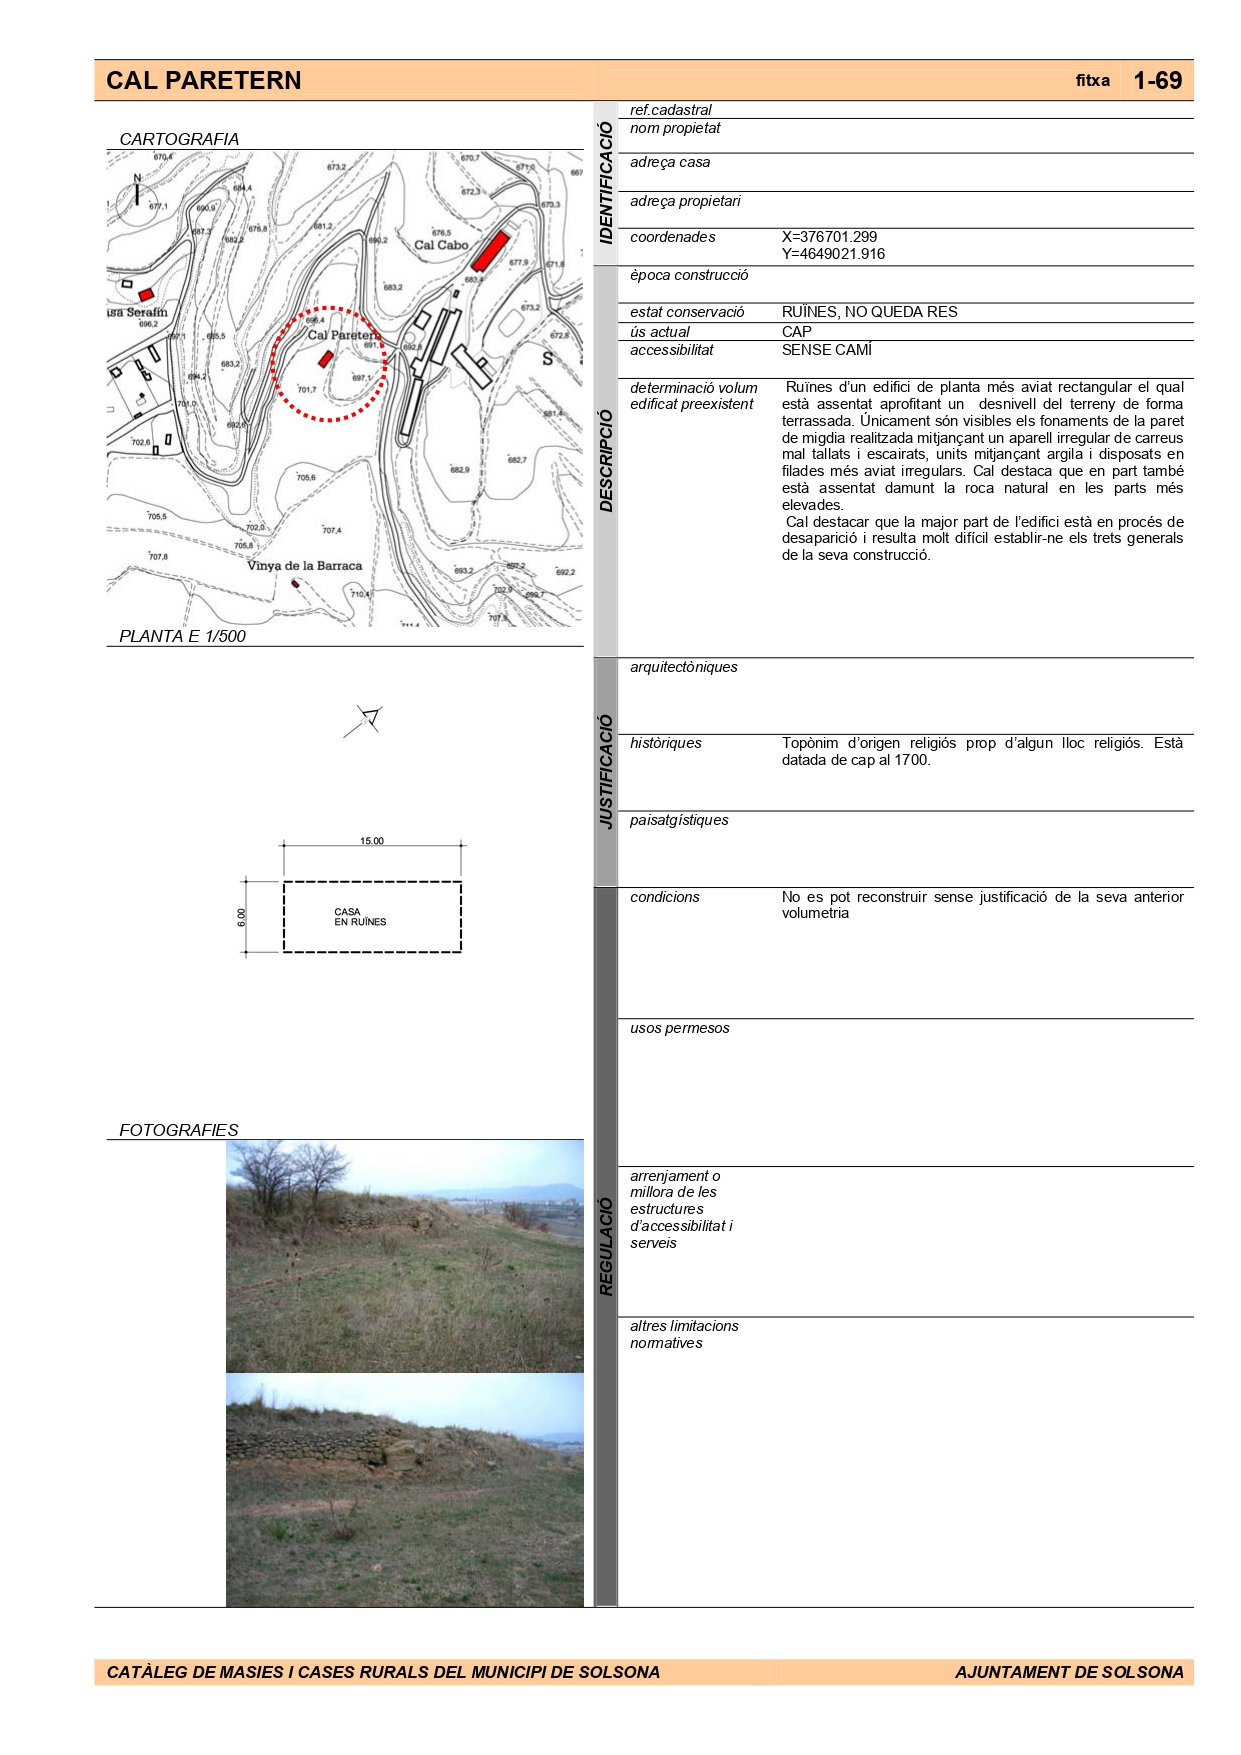 CAL PARETERN
fitxa 1-69
CARTOGRAFIA
670,4
673,2
670,7
671,0
667
N
684,4
672,3
677,1
690,9
673,3
687,3
676,8
681,2
676,5
682,2
690,2
Cal Cabo
677,9
671,8
683,4
683,2
673,2
usa Serafín
696,2
696,4
697,1
685,5
Cal Paretern
691,
692,8
672,8
S
683,2
694,2
697,1
701,7
701,0
692,6
681,4
702,6
682,9
682,7
705,6
705,5
702,0
707,4
705,8
707,8
Vinya de la Barraca
693,2
697,2
692,2
710,4
702,9
699,7
707,8
711,4
PLANTA E 1/500
15.00
6.00
CASA
EN RUÏNES
FOTOGRAFIES
IDENTIFICACIÓ
ref.cadastral
nom propietat
adreça casa
adreça propietari
coordenades X=376701.299
Y=4649021.916
DESCRIPCIÓ
època construcció
estat conservació RUÏNES, NO QUEDA RES
ús actual CAP
accessibilitat SENSE CAMÍ
determinació volum Ruïnes d'un edifici de planta més aviat rectangular el qual
edificat preexistent està assentat aprofitant un desnivell del terreny de forma
terrassada. Únicament són visibles els fonaments de la paret
de migdia realitzada mitjançant un aparell irregular de carreus
mal tallats i escairats, units mitjançant argila i disposats en
filades més aviat irregulars. Cal destaca que en part també
està assentat damunt la roca natural en les parts més
elevades.
Cal destacar que la major part de l'edifici està en procés de
desaparició i resulta molt difícil establir-ne els trets generals
de la seva construcció.
JUSTIFICACIÓ
arquitectòniques
històriques Topònim d'origen religiós prop d'algun lloc religiós. Està
datada de cap al 1700.
paisatgístiques
REGULACIÓ
condicions No es pot reconstruir sense justificació de la seva anterior
volumetria
usos permesos
arrenjament o
millora de les
estructures
d'accessibilitat i
serveis
altres limitacions
normatives
CATÀLEG DE MASIES I CASES RURALS DEL MUNICIPI DE SOLSONA AJUNTAMENT DE SOLSONA